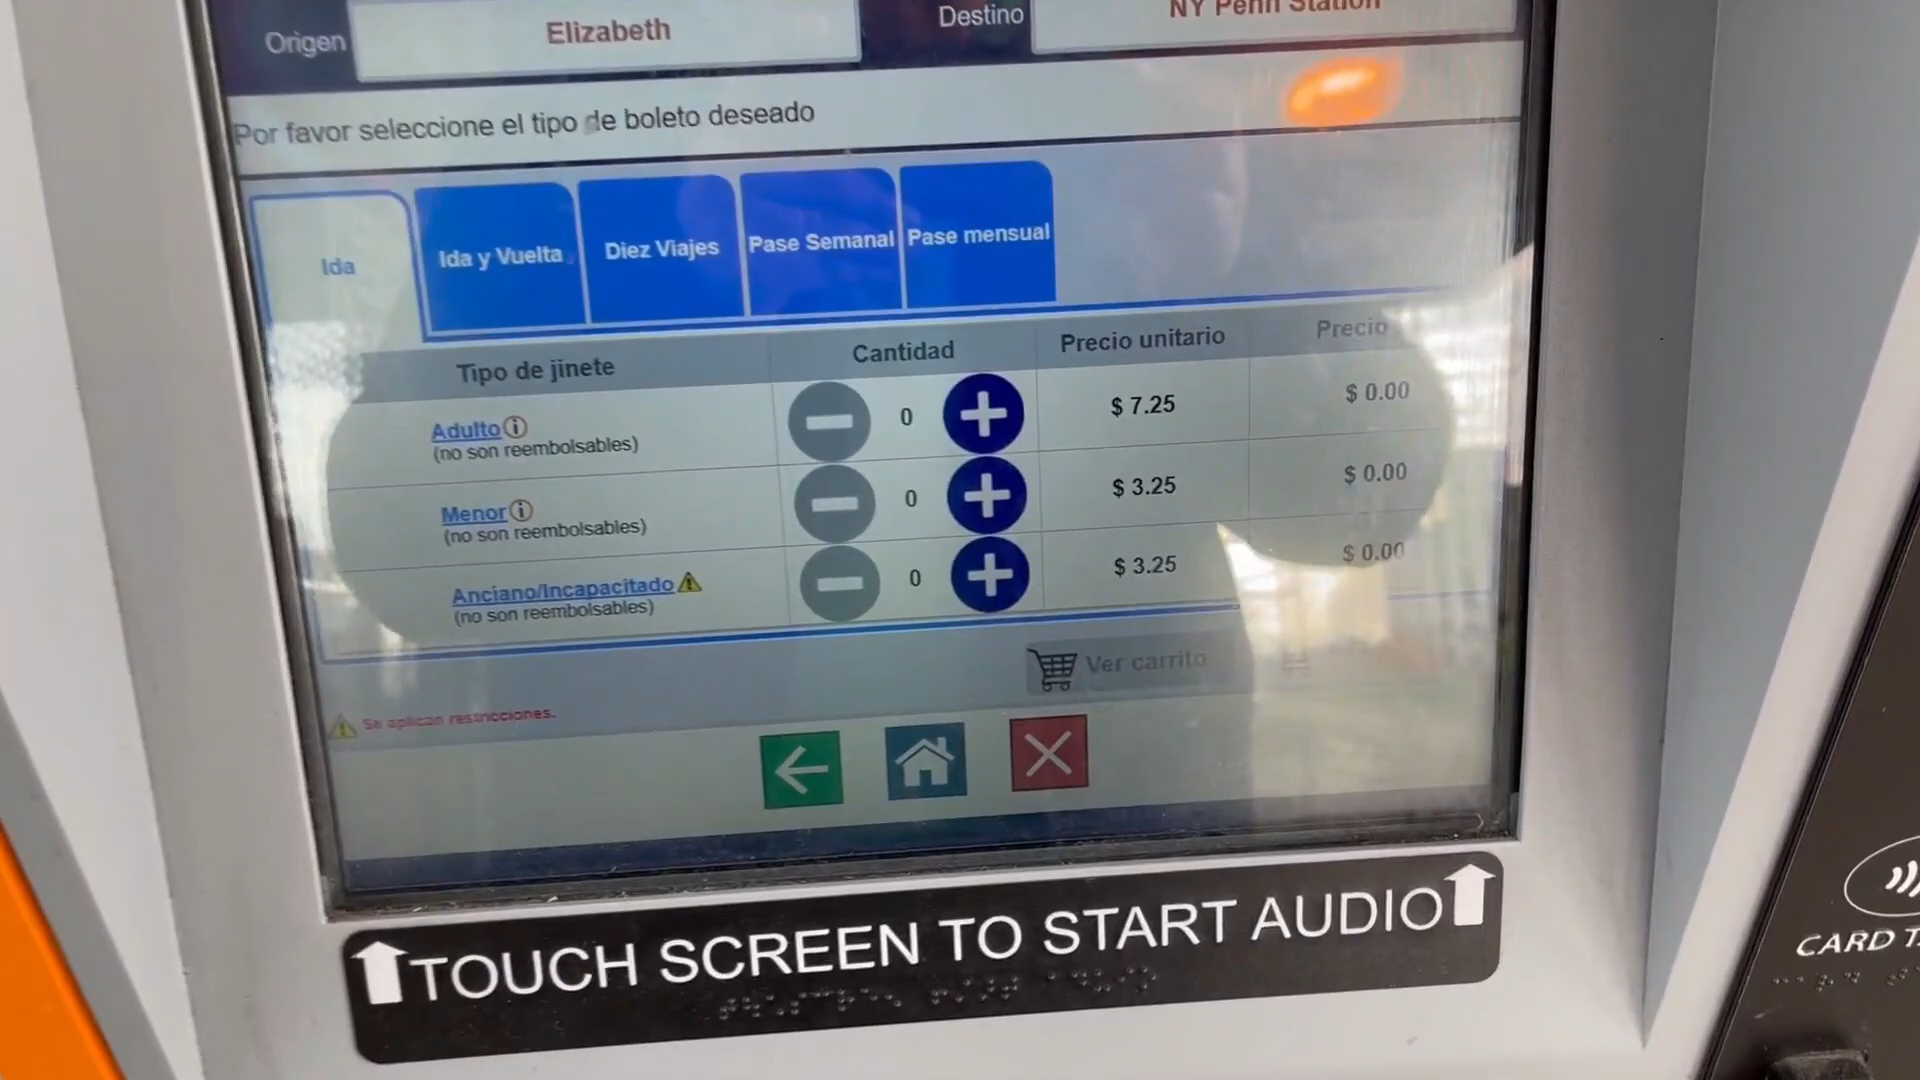 Origen Elizabeth Destino NY Penn Station
Por favor seleccione el tipo de boleto deseado
Ida Ida y Vuelta Diez Viajes Pase Semanal Pase mensual
Tipo de jinete Cantidad Precio unitario Precio
Adulto 0 $ 7.25 $ 0.00
(no son reembolsables)
Menor 0 $ 3.25 $ 0.00
(no son reembolsables)
Anciano/Incapacitado 0 $ 3.25 $ 0.00
(no son reembolsables)
Ver carrito
Se aplican restricciones.
TOUCH SCREEN TO START AUDIO
CARD